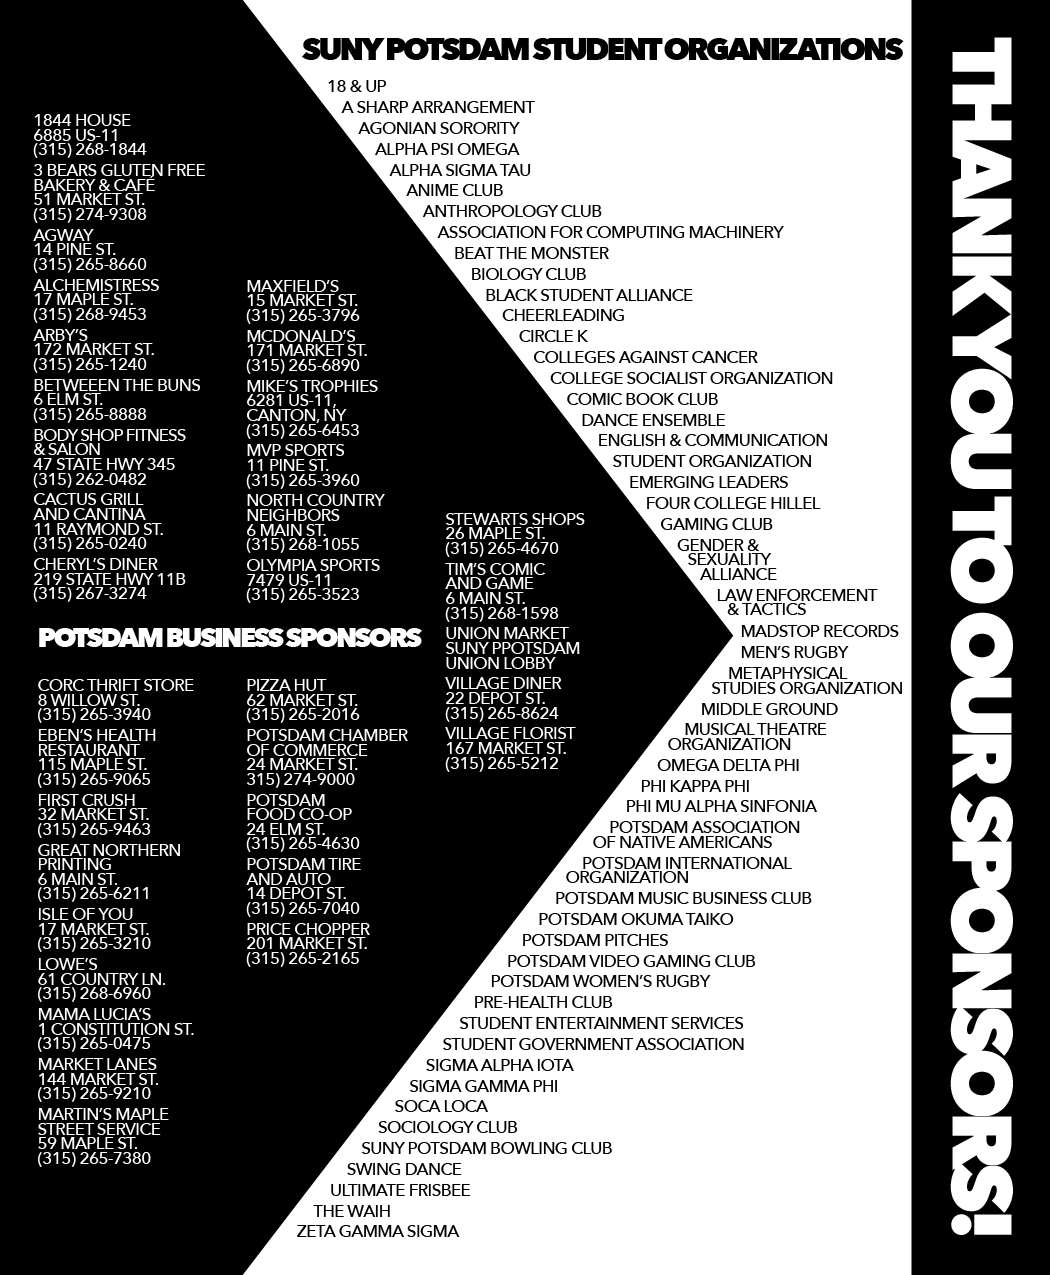 SUNY POTSDAM STUDENT ORGANIZATIONS
18 & UP
A SHARP ARRANGEMENT
AGONIAN SORORITY
ALPHA PSI OMEGA
ALPHA SIGMA TAU
ANIME CLUB
ANTHROPOLOGY CLUB
ASSOCIATION FOR COMPUTING MACHINERY
BEAT THE MONSTER
BIOLOGY CLUB
BLACK STUDENT ALLIANCE
CHEERLEADING
CIRCLE K
COLLEGES AGAINST CANCER
COLLEGE SOCIALIST ORGANIZATION
COMIC BOOK CLUB
DANCE ENSEMBLE
ENGLISH & COMMUNICATION
STUDENT ORGANIZATION
EMERGING LEADERS
FOUR COLLEGE HILLEL
GAMING CLUB
GENDER &
SEXUALITY
ALLIANCE
LAW ENFORCEMENT
& TACTICS
MADSTOP RECORDS
MEN'S RUGBY
METAPHYSICAL
STUDIES ORGANIZATION
MIDDLE GROUND
MUSICAL THEATRE
ORGANIZATION
OMEGA DELTA PHI
PHI KAPPA PHI
PHI MU ALPHA SINFONIA
POTSDAM ASSOCIATION
OF NATIVE AMERICANS
POTSDAM INTERNATIONAL
ORGANIZATION
POTSDAM MUSIC BUSINESS CLUB
POTSDAM OKUMA TAIKO
POTSDAM PITCHES
POTSDAM VIDEO GAMING CLUB
POTSDAM WOMEN'S RUGBY
PRE-HEALTH CLUB
STUDENT ENTERTAINMENT SERVICES
STUDENT GOVERNMENT ASSOCIATION
SIGMA ALPHA IOTA
SIGMA GAMMA PHI
SOCA LOCA
SOCIOLOGY CLUB
SUNY POTSDAM BOWLING CLUB
SWING DANCE
ULTIMATE FRISBEE
THE WAIH
ZETA GAMMA SIGMA
1844 HOUSE
6885 US-11
(315) 268-1844
3 BEARS GLUTEN FREE
BAKERY & CAFÉ
51 MARKET ST.
(315) 274-9308
AGWAY
14 PINE ST.
(315) 265-8660
ALCHEMISTRESS
17 MAPLE ST.
(315) 268-9453
ARBY'S
172 MARKET ST.
(315) 265-1240
BETWEEEN THE BUNS
6 ELM ST.
(315) 265-8888
BODY SHOP FITNESS
& SALON
47 STATE HWY 345
(315) 262-0482
CACTUS GRILL
AND CANTINA
11 RAYMOND ST.
(315) 265-0240
CHERYL'S DINER
219 STATE HWY 11B
(315) 267-3274
MAXFIELD'S
15 MARKET ST.
(315) 265-3796
MCDONALD'S
171 MARKET ST.
(315) 265-6890
MIKE'S TROPHIES
6281 US-11,
CANTON, NY
(315) 265-6453
MVP SPORTS
11 PINE ST.
(315) 265-3960
NORTH COUNTRY
NEIGHBORS
6 MAIN ST.
(315) 268-1055
OLYMPIA SPORTS
7479 US-11
(315) 265-3523
POTSDAM BUSINESS SPONSORS
CORC THRIFT STORE
8 WILLOW ST.
(315) 265-3940
EBEN'S HEALTH
RESTAURANT
115 MAPLE ST.
(315) 265-9065
FIRST CRUSH
32 MARKET ST.
(315) 265-9463
GREAT NORTHERN
PRINTING
6 MAIN ST.
(315) 265-6211
ISLE OF YOU
17 MARKET ST.
(315) 265-3210
LOWE'S
61 COUNTRY LN.
(315) 268-6960
MAMA LUCIA'S
1 CONSTITUTION ST.
(315) 265-0475
MARKET LANES
144 MARKET ST.
(315) 265-9210
MARTIN'S MAPLE
STREET SERVICE
59 MAPLE ST.
(315) 265-7380
PIZZA HUT
62 MARKET ST.
(315) 265-2016
POTSDAM CHAMBER
OF COMMERCE
24 MARKET ST.
315) 274-9000
POTSDAM
FOOD CO-OP
24 ELM ST.
(315) 265-4630
POTSDAM TIRE
AND AUTO
14 DEPOT ST.
(315) 265-7040
PRICE CHOPPER
201 MARKET ST.
(315) 265-2165
STEWARTS SHOPS
26 MAPLE ST.
(315) 265-4670
TIM'S COMIC
AND GAME
6 MAIN ST.
(315) 268-1598
UNION MARKET
SUNY PPOTSDAM
UNION LOBBY
VILLAGE DINER
22 DEPOT ST.
(315) 265-8624
VILLAGE FLORIST
167 MARKET ST.
(315) 265-5212
THANK YOU TO OUR SPONSORS!